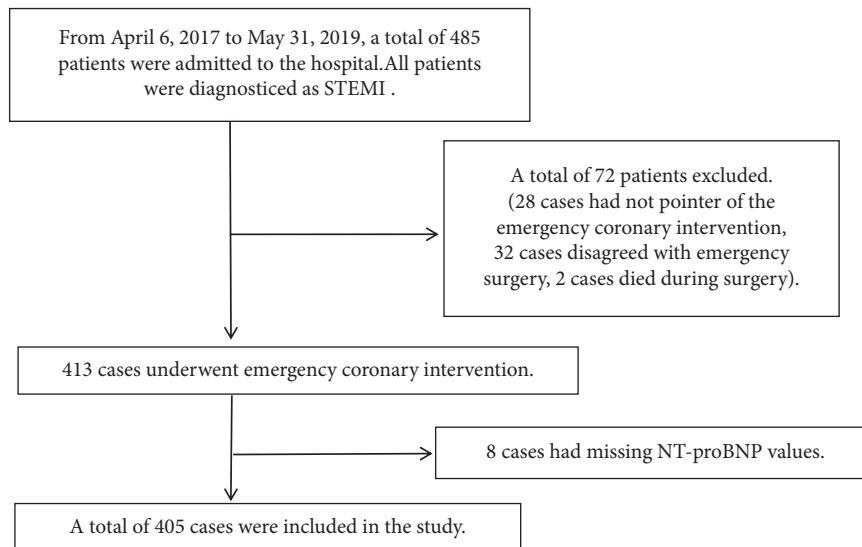 From April 6, 2017 to May 31, 2019, a total of 485
patients were admitted to the hospital.All patients
were diagnosticed as STEMI .
A total of 72 patients excluded.
(28 cases had not pointer of the
emergency coronary intervention,
32 cases disagreed with emergency
surgery, 2 cases died during surgery).
413 cases underwent emergency coronary intervention.
8 cases had missing NT-proBNP values.
A total of 405 cases were included in the study.